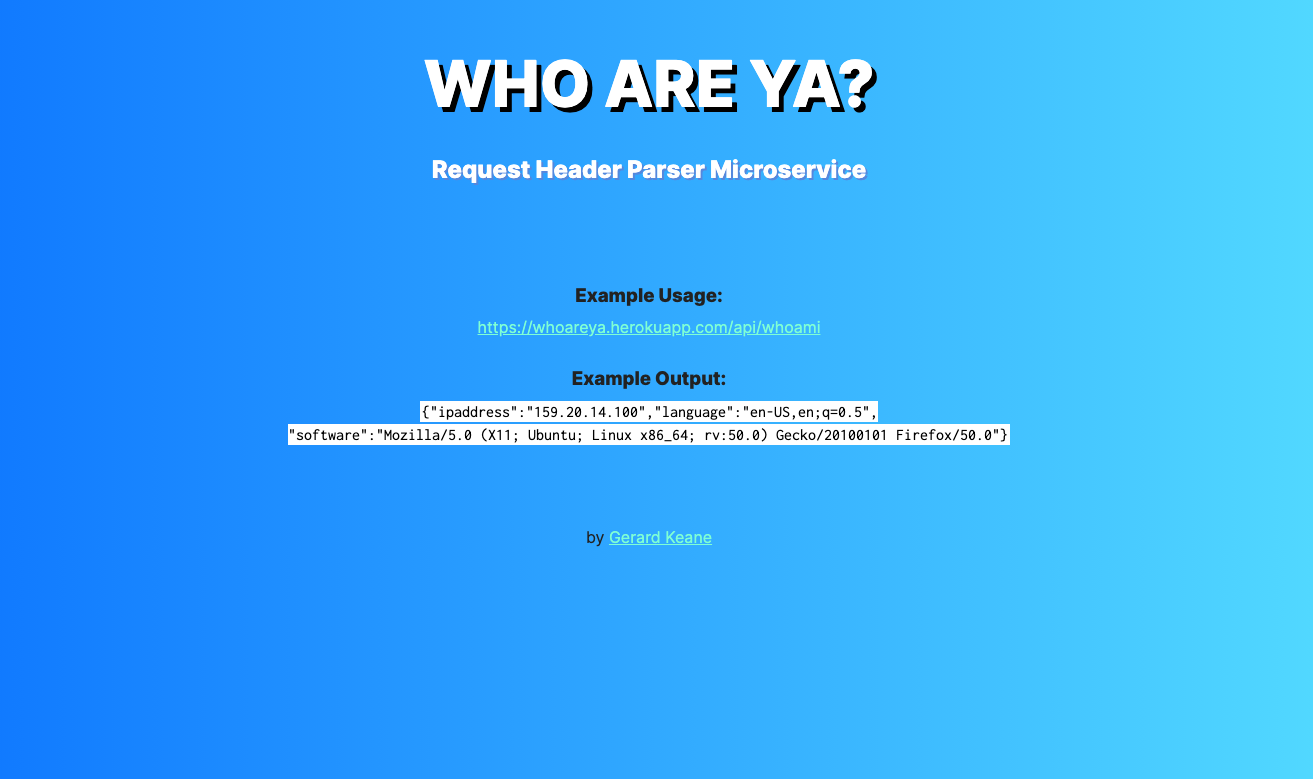 WHO ARE YA?
Request Header Parser Microservice
Example Usage:
https://whoareya.herokuapp.com/api/whoami
Example Output:
{"ipaddress":"159.20.14.100","language":"en-US,en;q=0.5",
"software":"Mozilla/5.0 (X11; Ubuntu; Linux x86_64; rv:50.0) Gecko/20100101 Firefox/50.0"}
by Gerard Keane